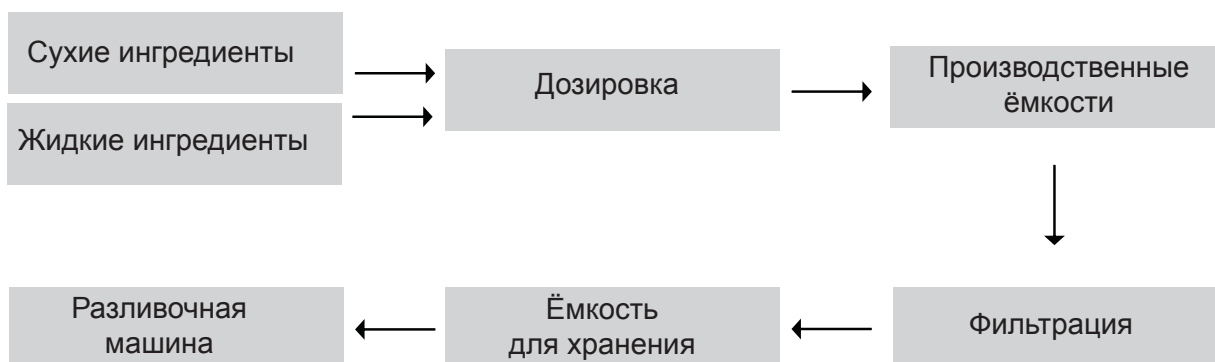 Сухие ингредиенты
Жидкие ингредиенты
Дозировка
Производственные
ёмкости
Фильтрация
Ёмкость
для хранения
Разливочная
машина